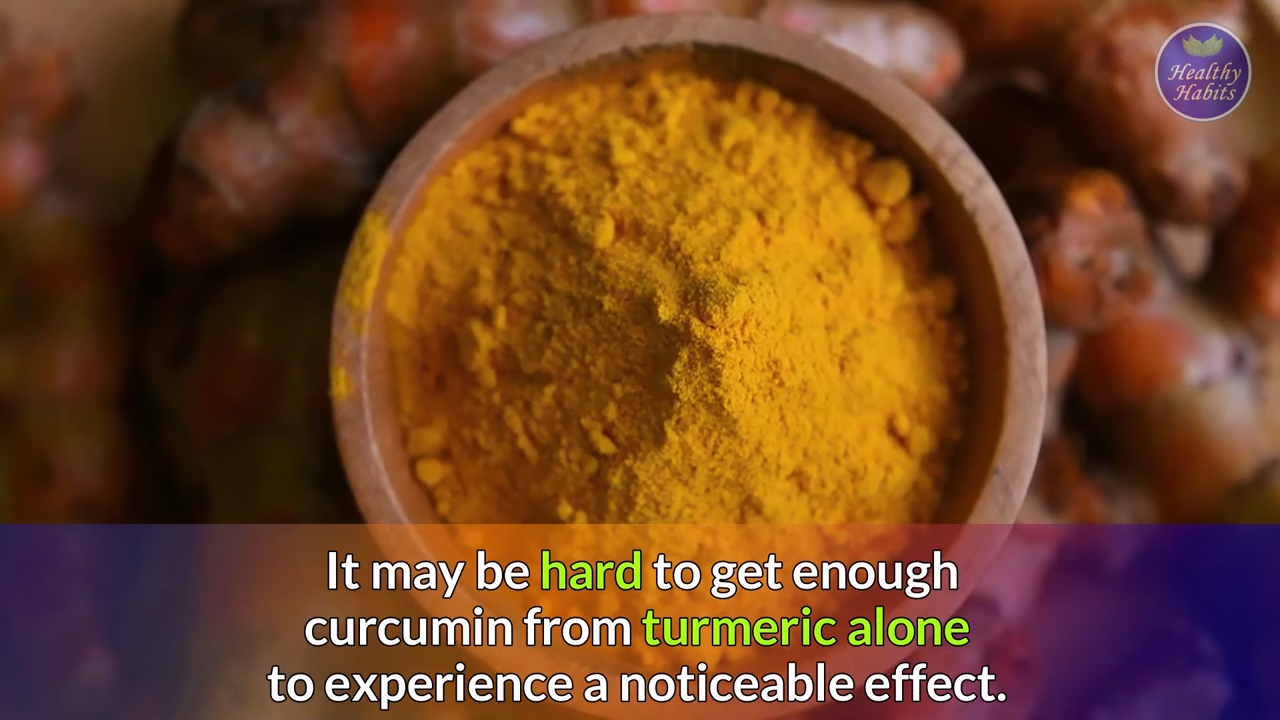 Healthy
Habits
It may be hard to get enough
curcumin from turmeric alone
to experience a noticeable effect.